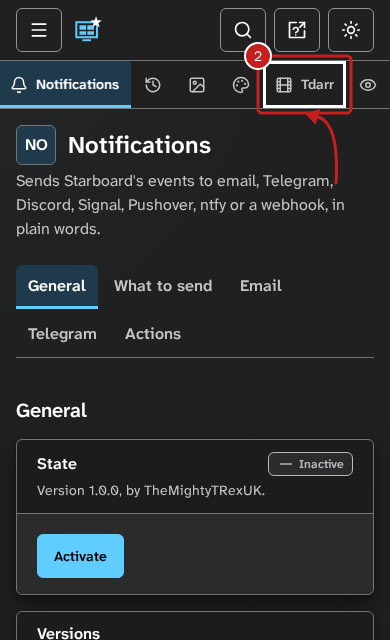 2
Notifications
Tdarr
NO
Notifications
Sends Starboard's events to email, Telegram,
Discord, Signal, Pushover, ntfy or a webhook, in
plain words.
General
What to send
Email
Telegram
Actions
General
State
Inactive
Version 1.0.0, by TheMightyTRexUK.
Activate
Versions